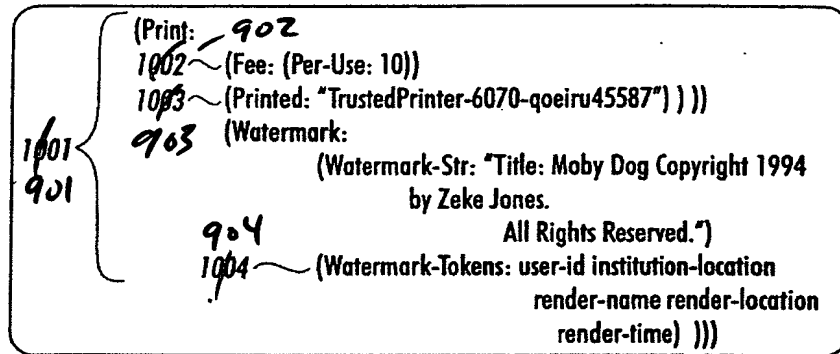 (Print:
902
1002 (Fee: (Per-Use: 10))
1003 (Printed: "TrustedPrinter-6070-qoeiru45587") ) ))
903 (Watermark:
1001
901
(Watermark-Str: "Title: Moby Dog Copyright 1994
by Zeke Jones.
All Rights Reserved.")
904
1004 (Watermark-Tokens: user-id institution-location
render-name render-location
render-time) )))